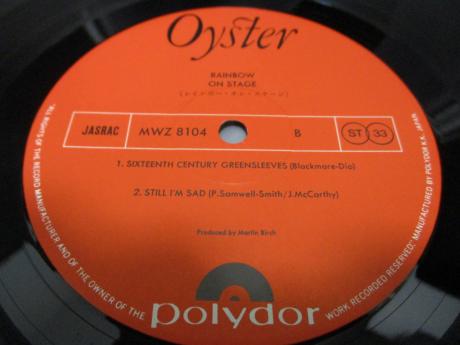 Oyster
RAINBOW
ON STAGE
(レインボー・オン・ステージ)
JASRAC
MWZ 8104
B
ST 33
1. SIXTEENTH CENTURY GREENSLEEVES (Blackmore-Dio)
2. STILL I'M SAD (P.Samwell-Smith/J.McCarthy)
Produced by Martin Birch
polydor
"ALL RIGHTS OF THE RECORD MANUFACTURER AND OF THE OWNER OF THE WORK RECORDED RESERVED." MANUFACTURED BY POLYDOR K.K. JAPAN